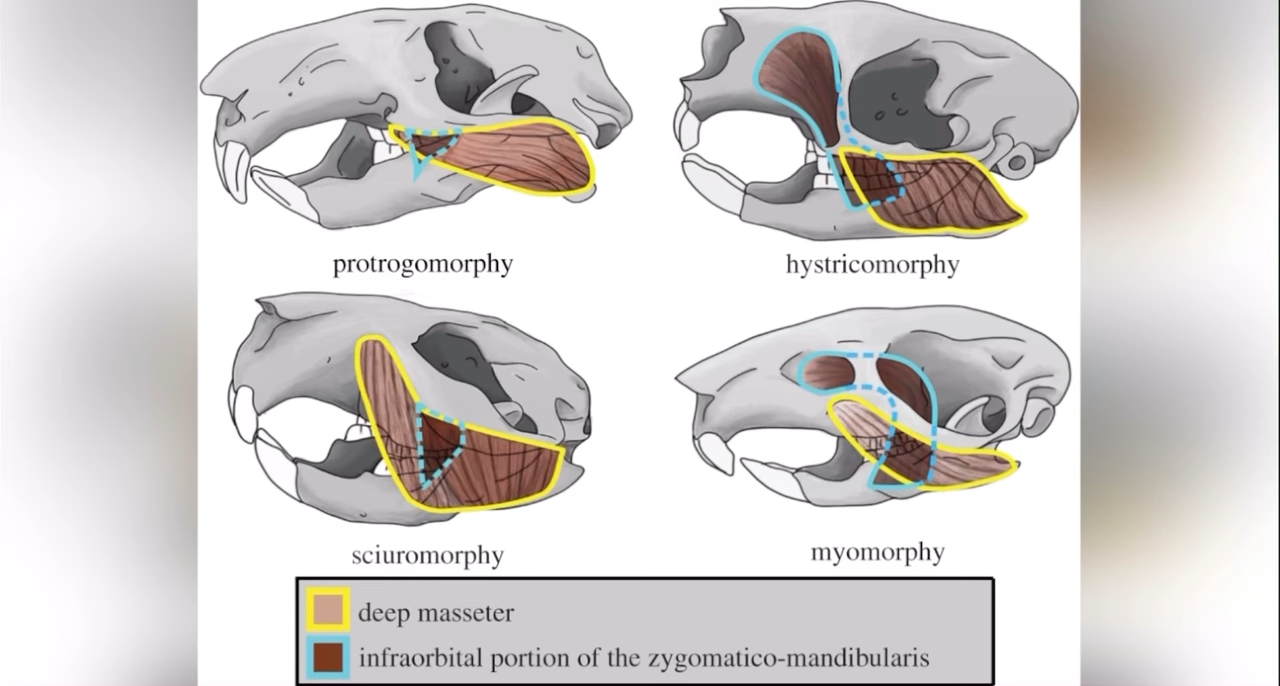 protrogomorphy
hystricomorphy
sciuromorphy
myomorphy
deep masseter
infraorbital portion of the zygomatico-mandibularis